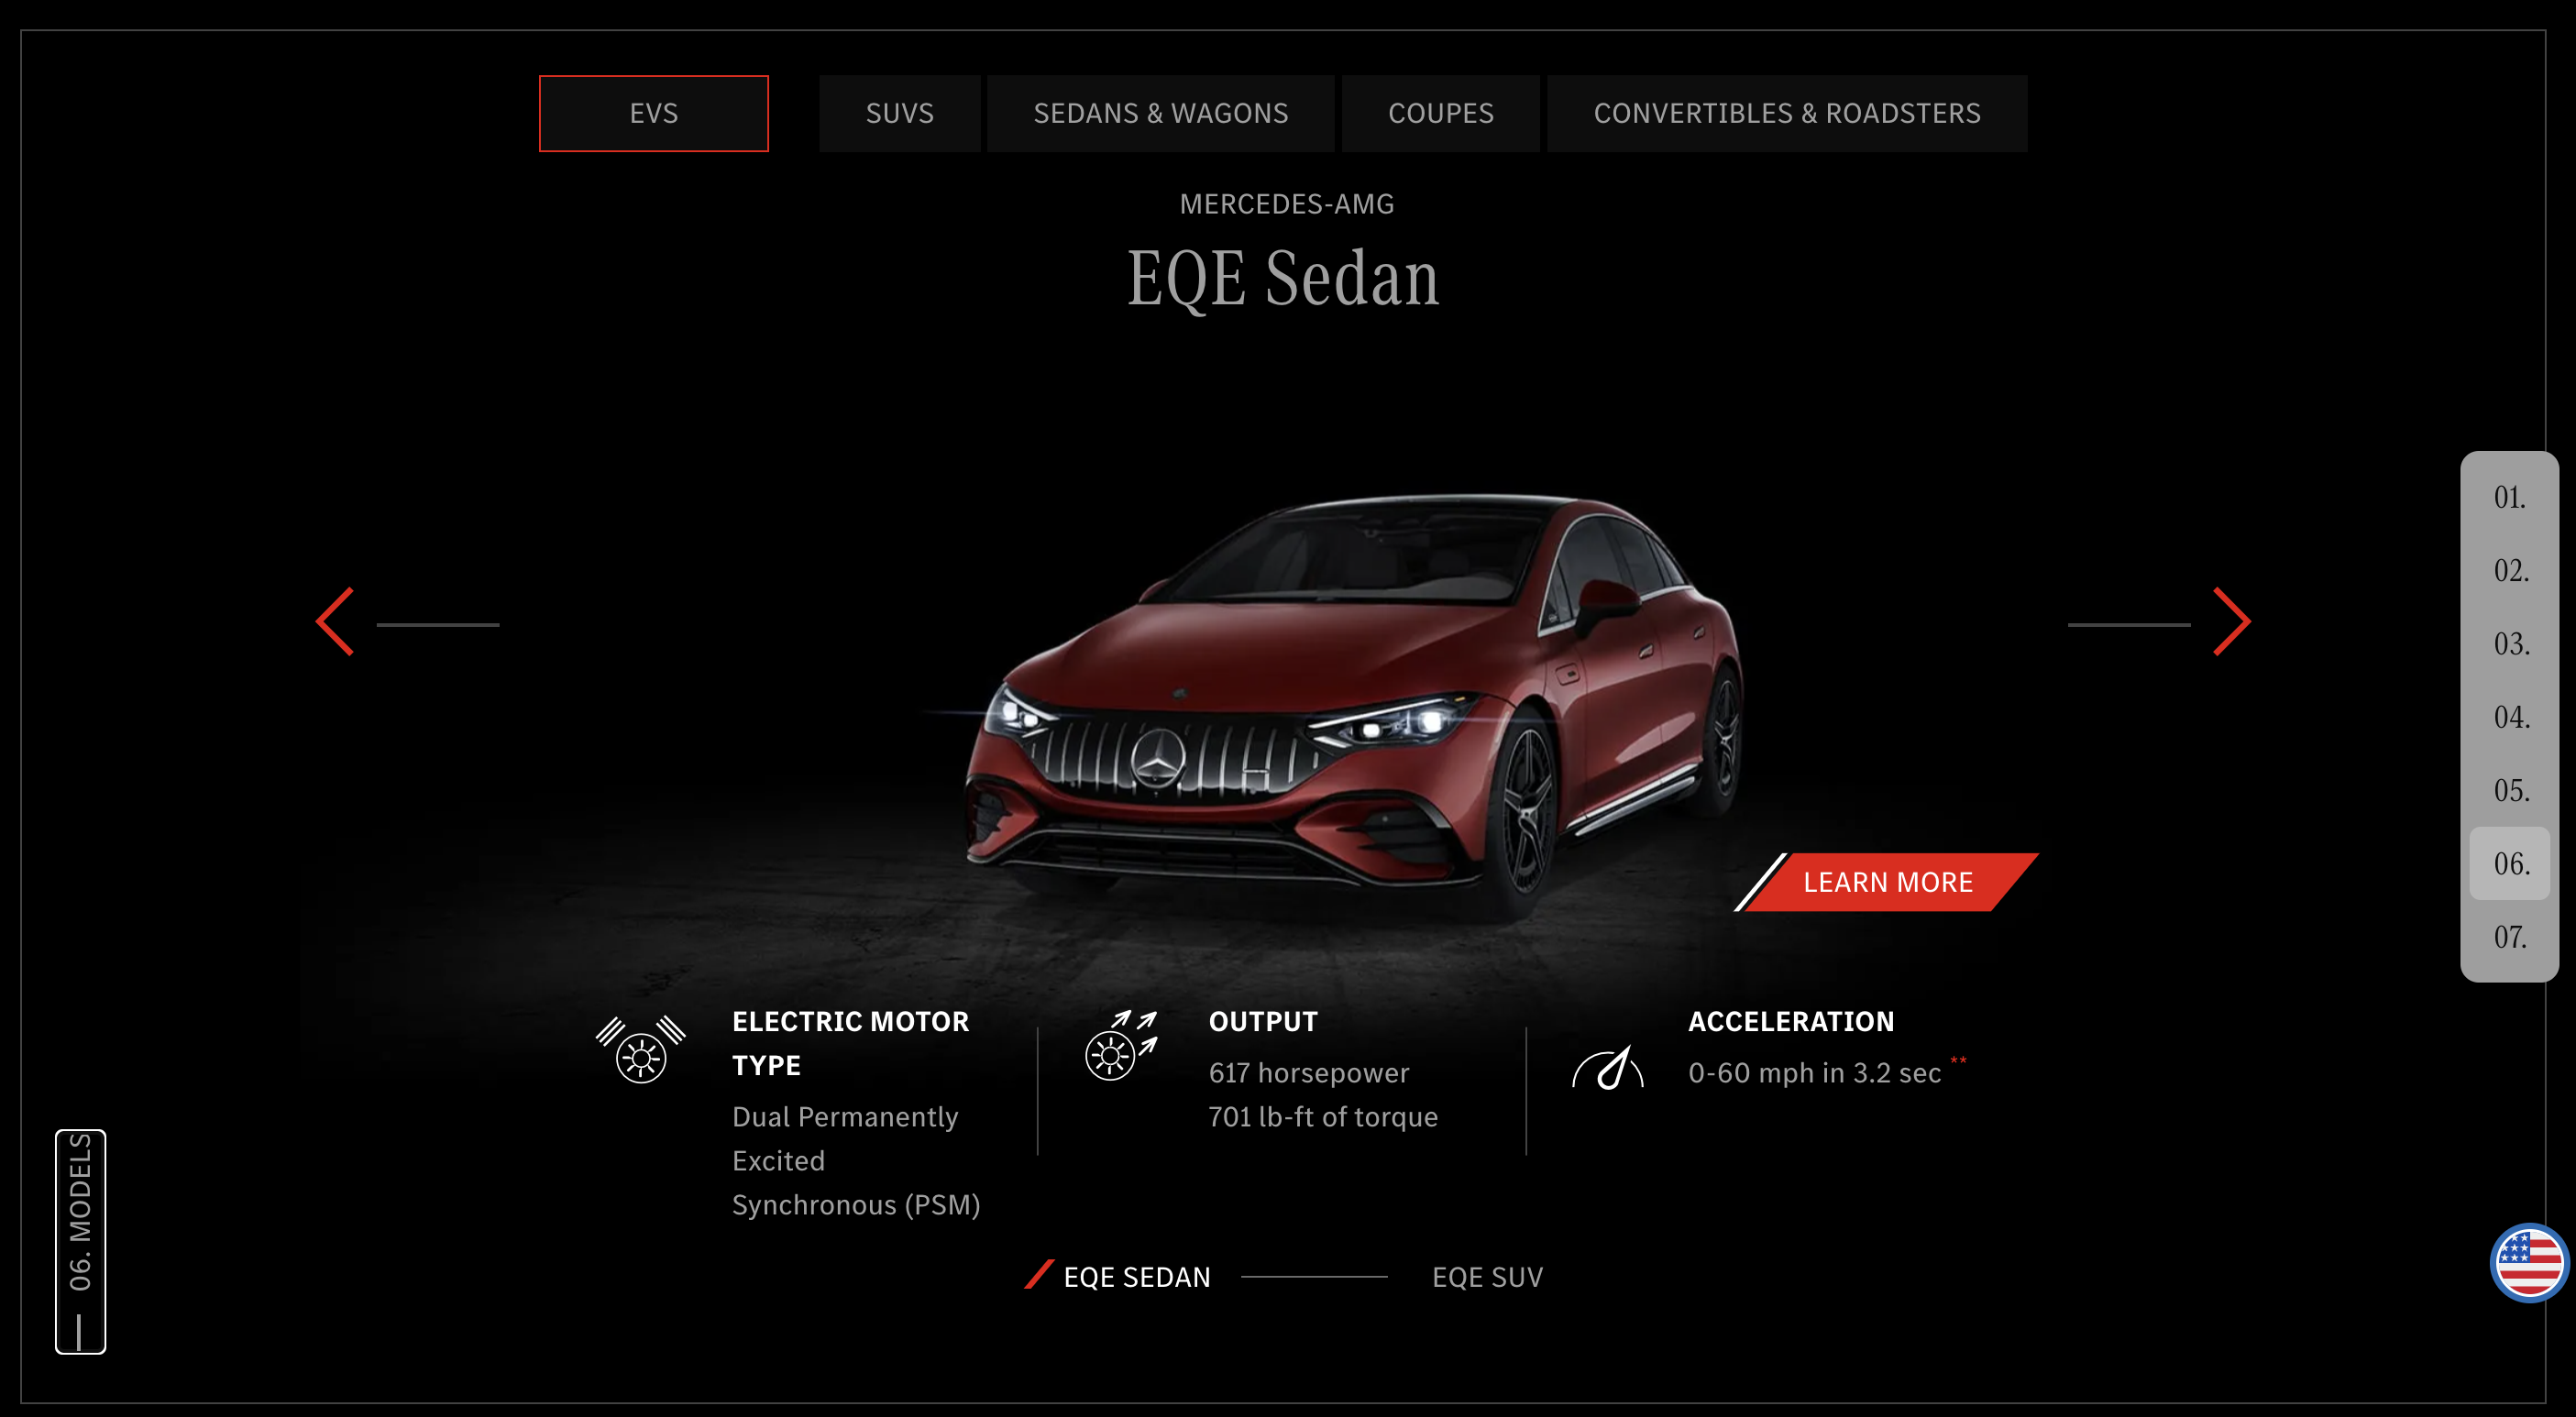 EVS
SUVS
SEDANS & WAGONS
COUPES
CONVERTIBLES & ROADSTERS
MERCEDES-AMG
EQE Sedan
01.
02.
03.
04.
05.
06.
07.
LEARN MORE
ELECTRIC MOTOR
TYPE
Dual Permanently
Excited
Synchronous (PSM)
OUTPUT
617 horsepower
701 lb-ft of torque
ACCELERATION
0-60 mph in 3.2 sec **
06. MODELS
EQE SEDAN
EQE SUV